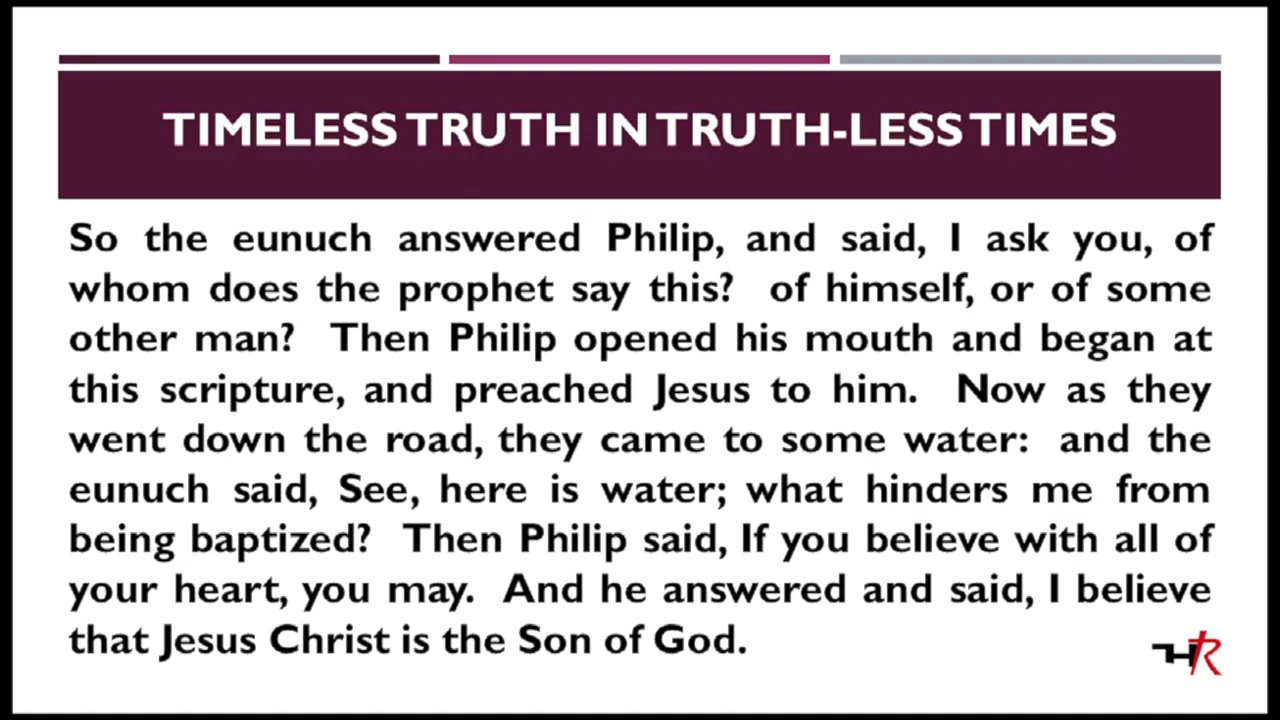 TIMELESS TRUTH IN TRUTH-LESS TIMES
So the eunuch answered Philip, and said, I ask you, of
whom does the prophet say this? of himself, or of some
other man? Then Philip opened his mouth and began at
this scripture, and preached Jesus to him. Now as they
went down the road, they came to some water: and the
eunuch said, See, here is water; what hinders me from
being baptized? Then Philip said, If you believe with all of
your heart, you may. And he answered and said, I believe
that Jesus Christ is the Son of God.